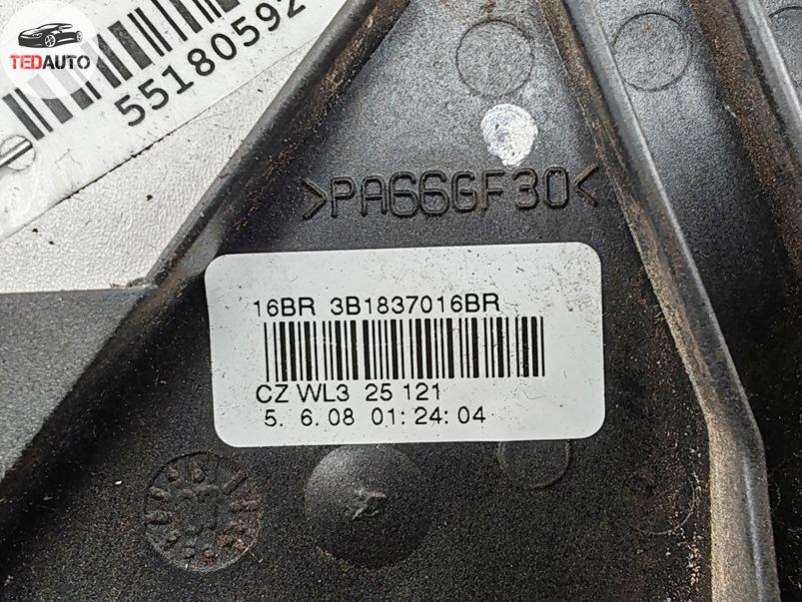 TEDAUTO
55180592
>PA66GF30<
16BR 3B1837016BR
CZ WL3 25 121
5. 6.08 01:24:04